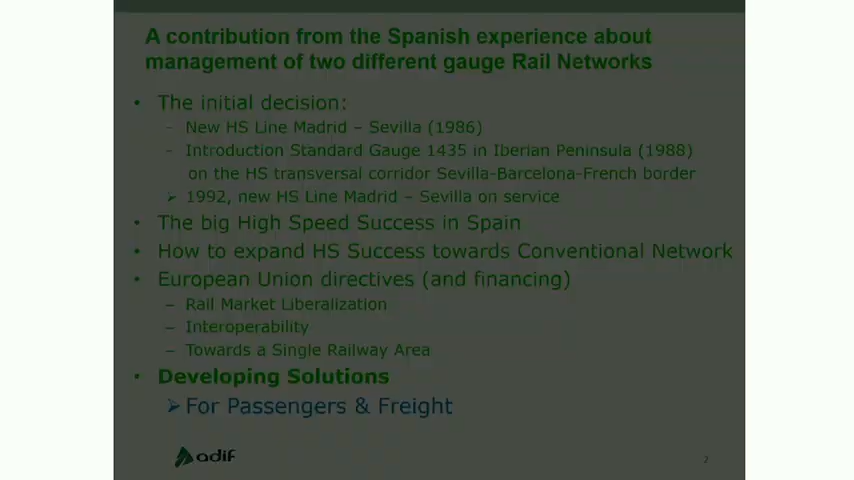 A contribution from the Spanish experience about
management of two different gauge Rail Networks
• The initial decision:
– New HS Line Madrid – Sevilla (1986)
– Introduction Standard Gauge 1435 in Iberian Peninsula (1988)
on the HS transversal corridor Sevilla-Barcelona-French border
➢ 1992, new HS Line Madrid – Sevilla on service
• The big High Speed Success in Spain
• How to expand HS Success towards Conventional Network
• European Union directives (and financing)
– Rail Market Liberalization
– Interoperability
– Towards a Single Railway Area
• Developing Solutions
➢ For Passengers & Freight
adif
2